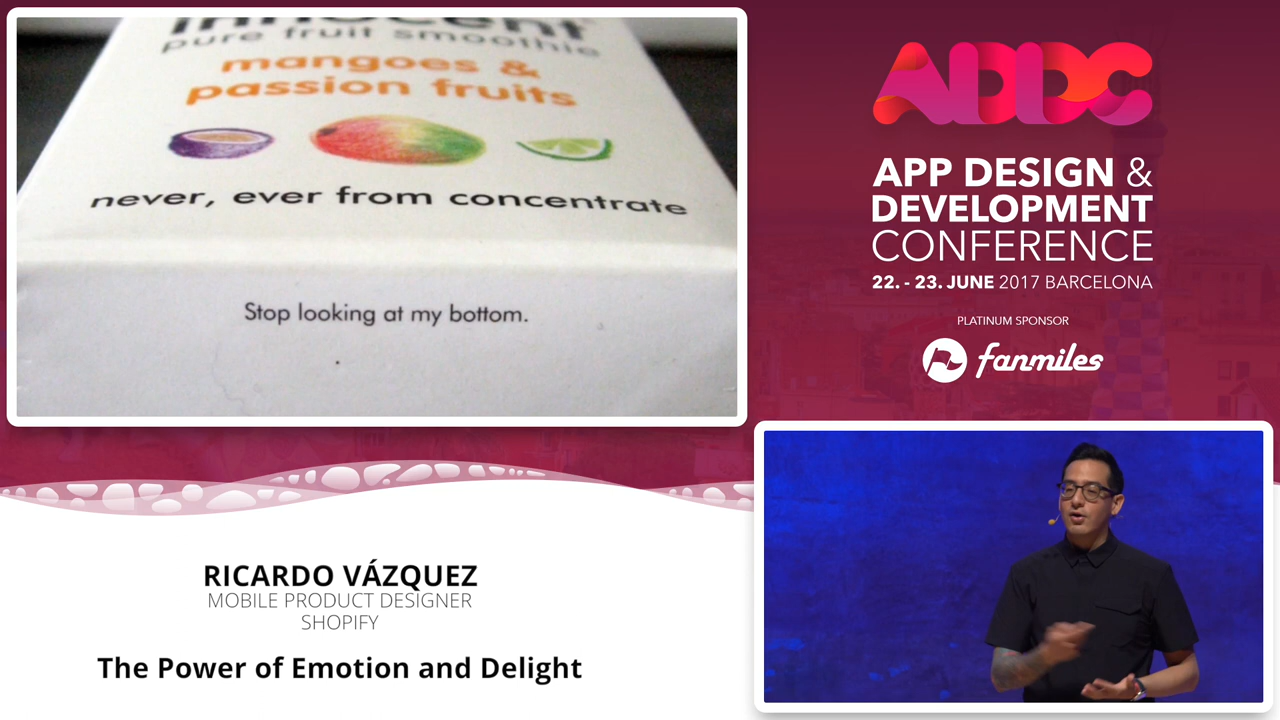 innocent
pure fruit smoothie
mangoes &
passion fruits
never, ever from concentrate
Stop looking at my bottom.
ADDC
APP DESIGN &
DEVELOPMENT
CONFERENCE
22. - 23. JUNE 2017 BARCELONA
PLATINUM SPONSOR
fanmiles
RICARDO VÁZQUEZ
MOBILE PRODUCT DESIGNER
SHOPIFY
The Power of Emotion and Delight